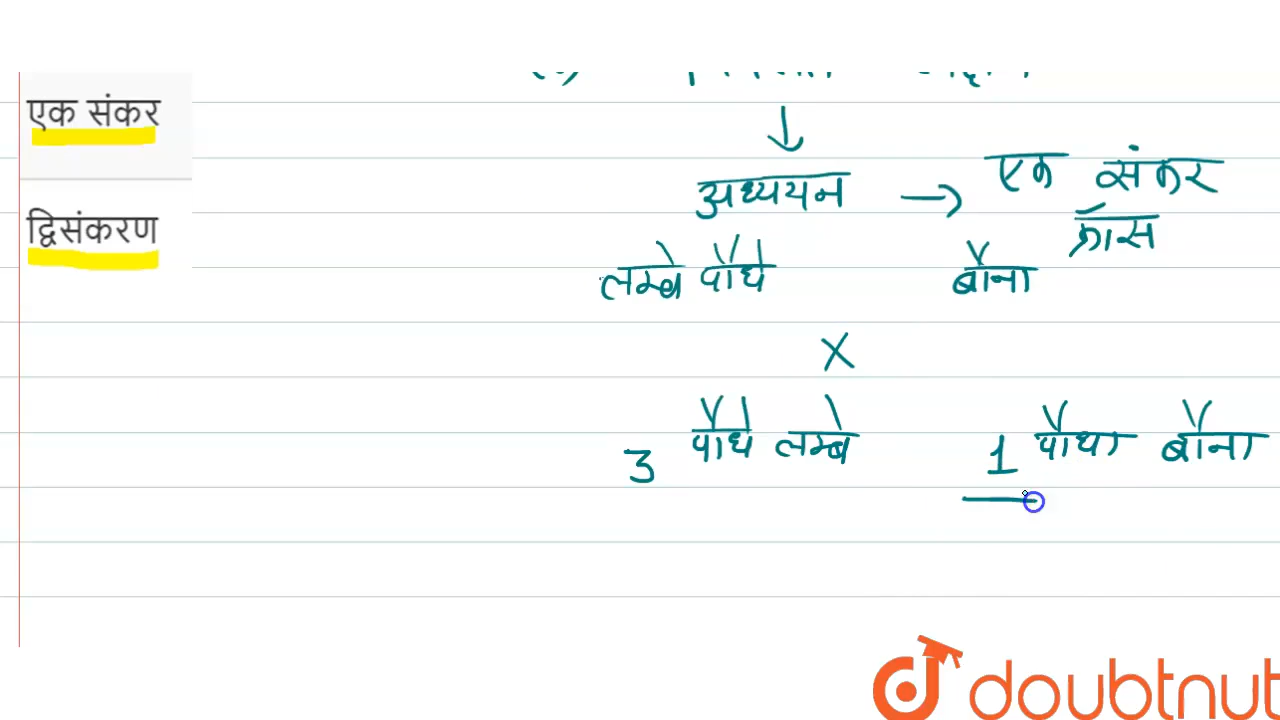 एक संकर
द्विसंकरण
अध्ययन → एक संकर
क्रॉस
लम्बे पौधे बौना
X
3 पौधे लम्बे 1 पौधा बौना
doubtnut